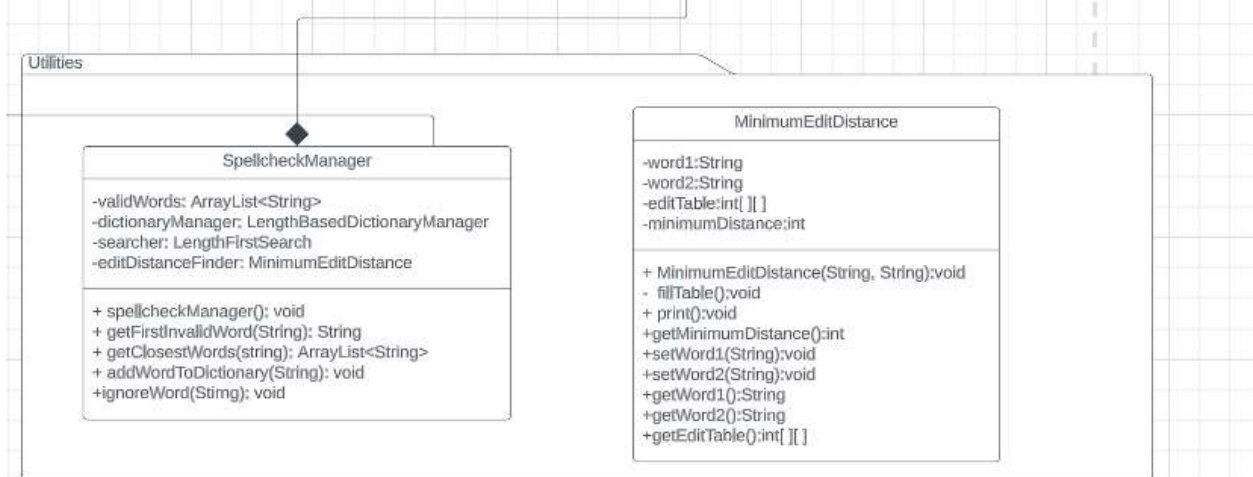 Utilities
SpellcheckManager
-validWords: ArrayList<String>
-dictionaryManager: LengthBasedDictionaryManager
-searcher: LengthFirstSearch
-editDistanceFinder: MinimumEditDistance
+ spellcheckManager(): void
+ getFirstInvalidWord(String): String
+ getClosestWords(string): ArrayList<String>
+ addWordToDictionary(String): void
+ignoreWord(Stirng): void
MinimumEditDistance
-word1:String
-word2:String
-editTable:int[ ][ ]
-minimumDistance:int
+ MinimumEditDistance(String, String):void
- fillTable():void
+ print():void
+getMinimumDistance():int
+setWord1(String):void
+setWord2(String):void
+getWord1():String
+getWord2():String
+getEditTable():int[ ][ ]